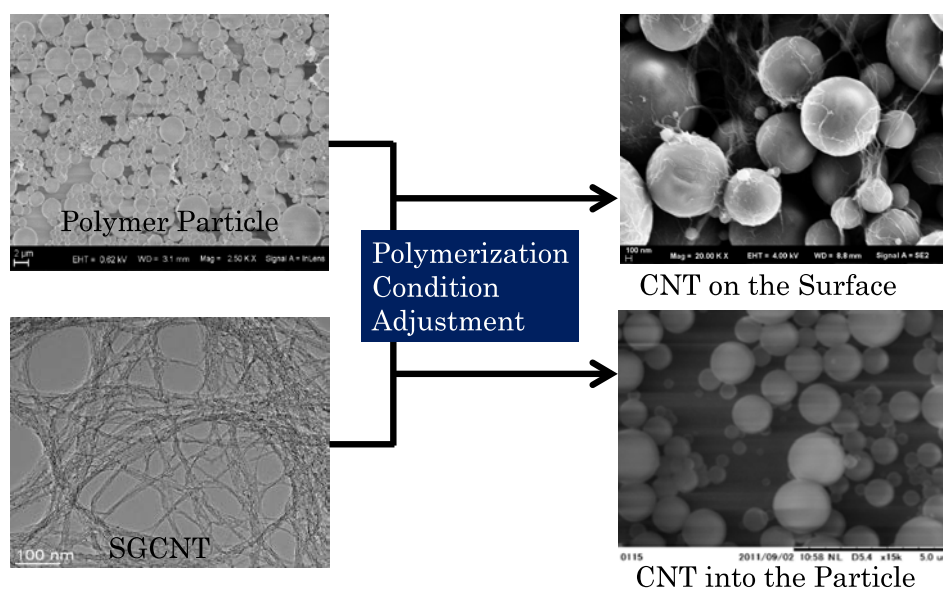 Polymer Particle
2 µm EHT = 0.62 kV WD = 3.1 mm Mag = 2.50 K X Signal A = InLens
SGCNT
100 nm
Polymerization
Condition
Adjustment
100 nm Mag = 20.00 K X EHT = 4.00 kV WD = 8.8 mm Signal A = SE2
CNT on the Surface
0115 2011/09/02 10:58 NL D5.4 x15k 5.0 u
CNT into the Particle